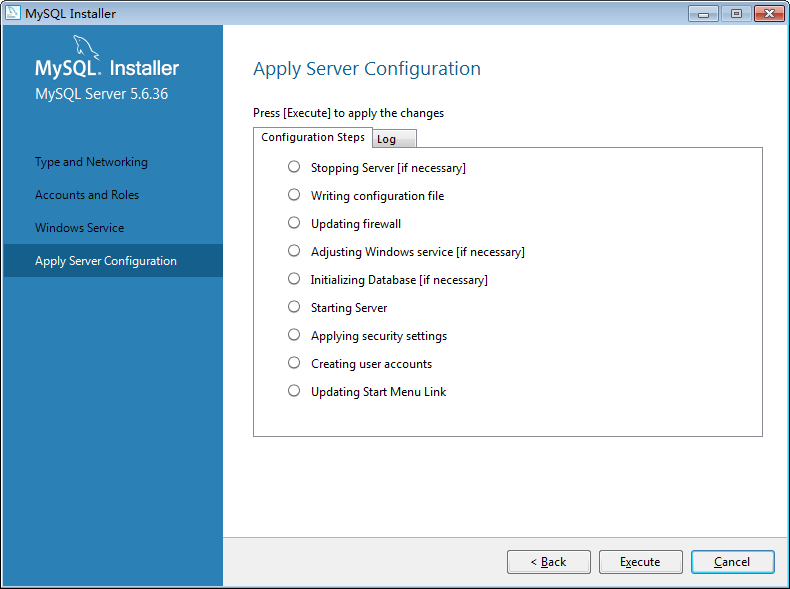 MySQL Installer
MySQL. Installer
MySQL Server 5.6.36
Type and Networking
Accounts and Roles
Windows Service
Apply Server Configuration
Apply Server Configuration
Press [Execute] to apply the changes
Configuration Steps Log
Stopping Server [if necessary]
Writing configuration file
Updating firewall
Adjusting Windows service [if necessary]
Initializing Database [if necessary]
Starting Server
Applying security settings
Creating user accounts
Updating Start Menu Link
< Back Execute Cancel